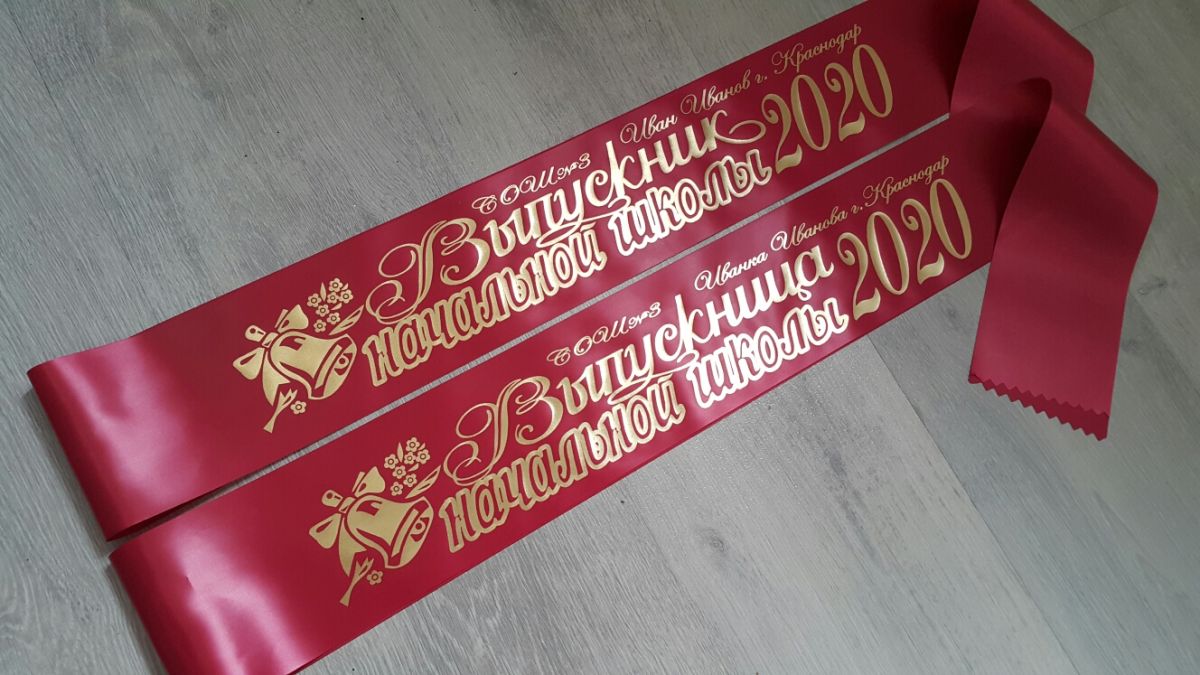 СОШ№3 Иван Иванов г. Краснодар
Выпускник
начальной школы 2020
СОШ№3 Иванка Иванова г. Краснодар
Выпускница
начальной школы 2020